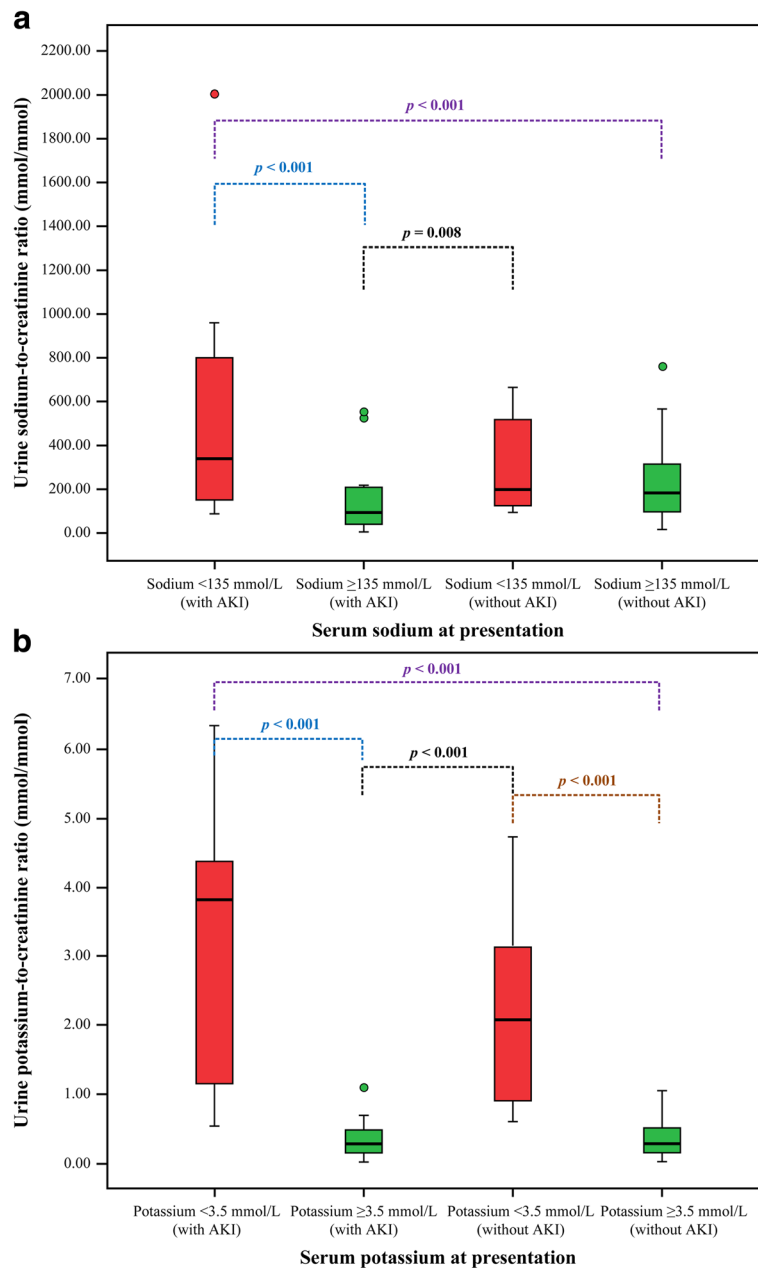 a
Urine sodium-to-creatinine ratio (mmol/mmol)
2200.00
2000.00
1800.00
1600.00
1400.00
1200.00
1000.00
800.00
600.00
400.00
200.00
0.00
p < 0.001
p < 0.001
p = 0.008
Sodium <135 mmol/L
(with AKI)
Sodium ≥135 mmol/L
(with AKI)
Sodium <135 mmol/L
(without AKI)
Sodium ≥135 mmol/L
(without AKI)
Serum sodium at presentation
b
Urine potassium-to-creatinine ratio (mmol/mmol)
7.00
6.00
5.00
4.00
3.00
2.00
1.00
0.00
p < 0.001
p < 0.001
p < 0.001
p < 0.001
Potassium <3.5 mmol/L
(with AKI)
Potassium ≥3.5 mmol/L
(with AKI)
Potassium <3.5 mmol/L
(without AKI)
Potassium ≥3.5 mmol/L
(without AKI)
Serum potassium at presentation